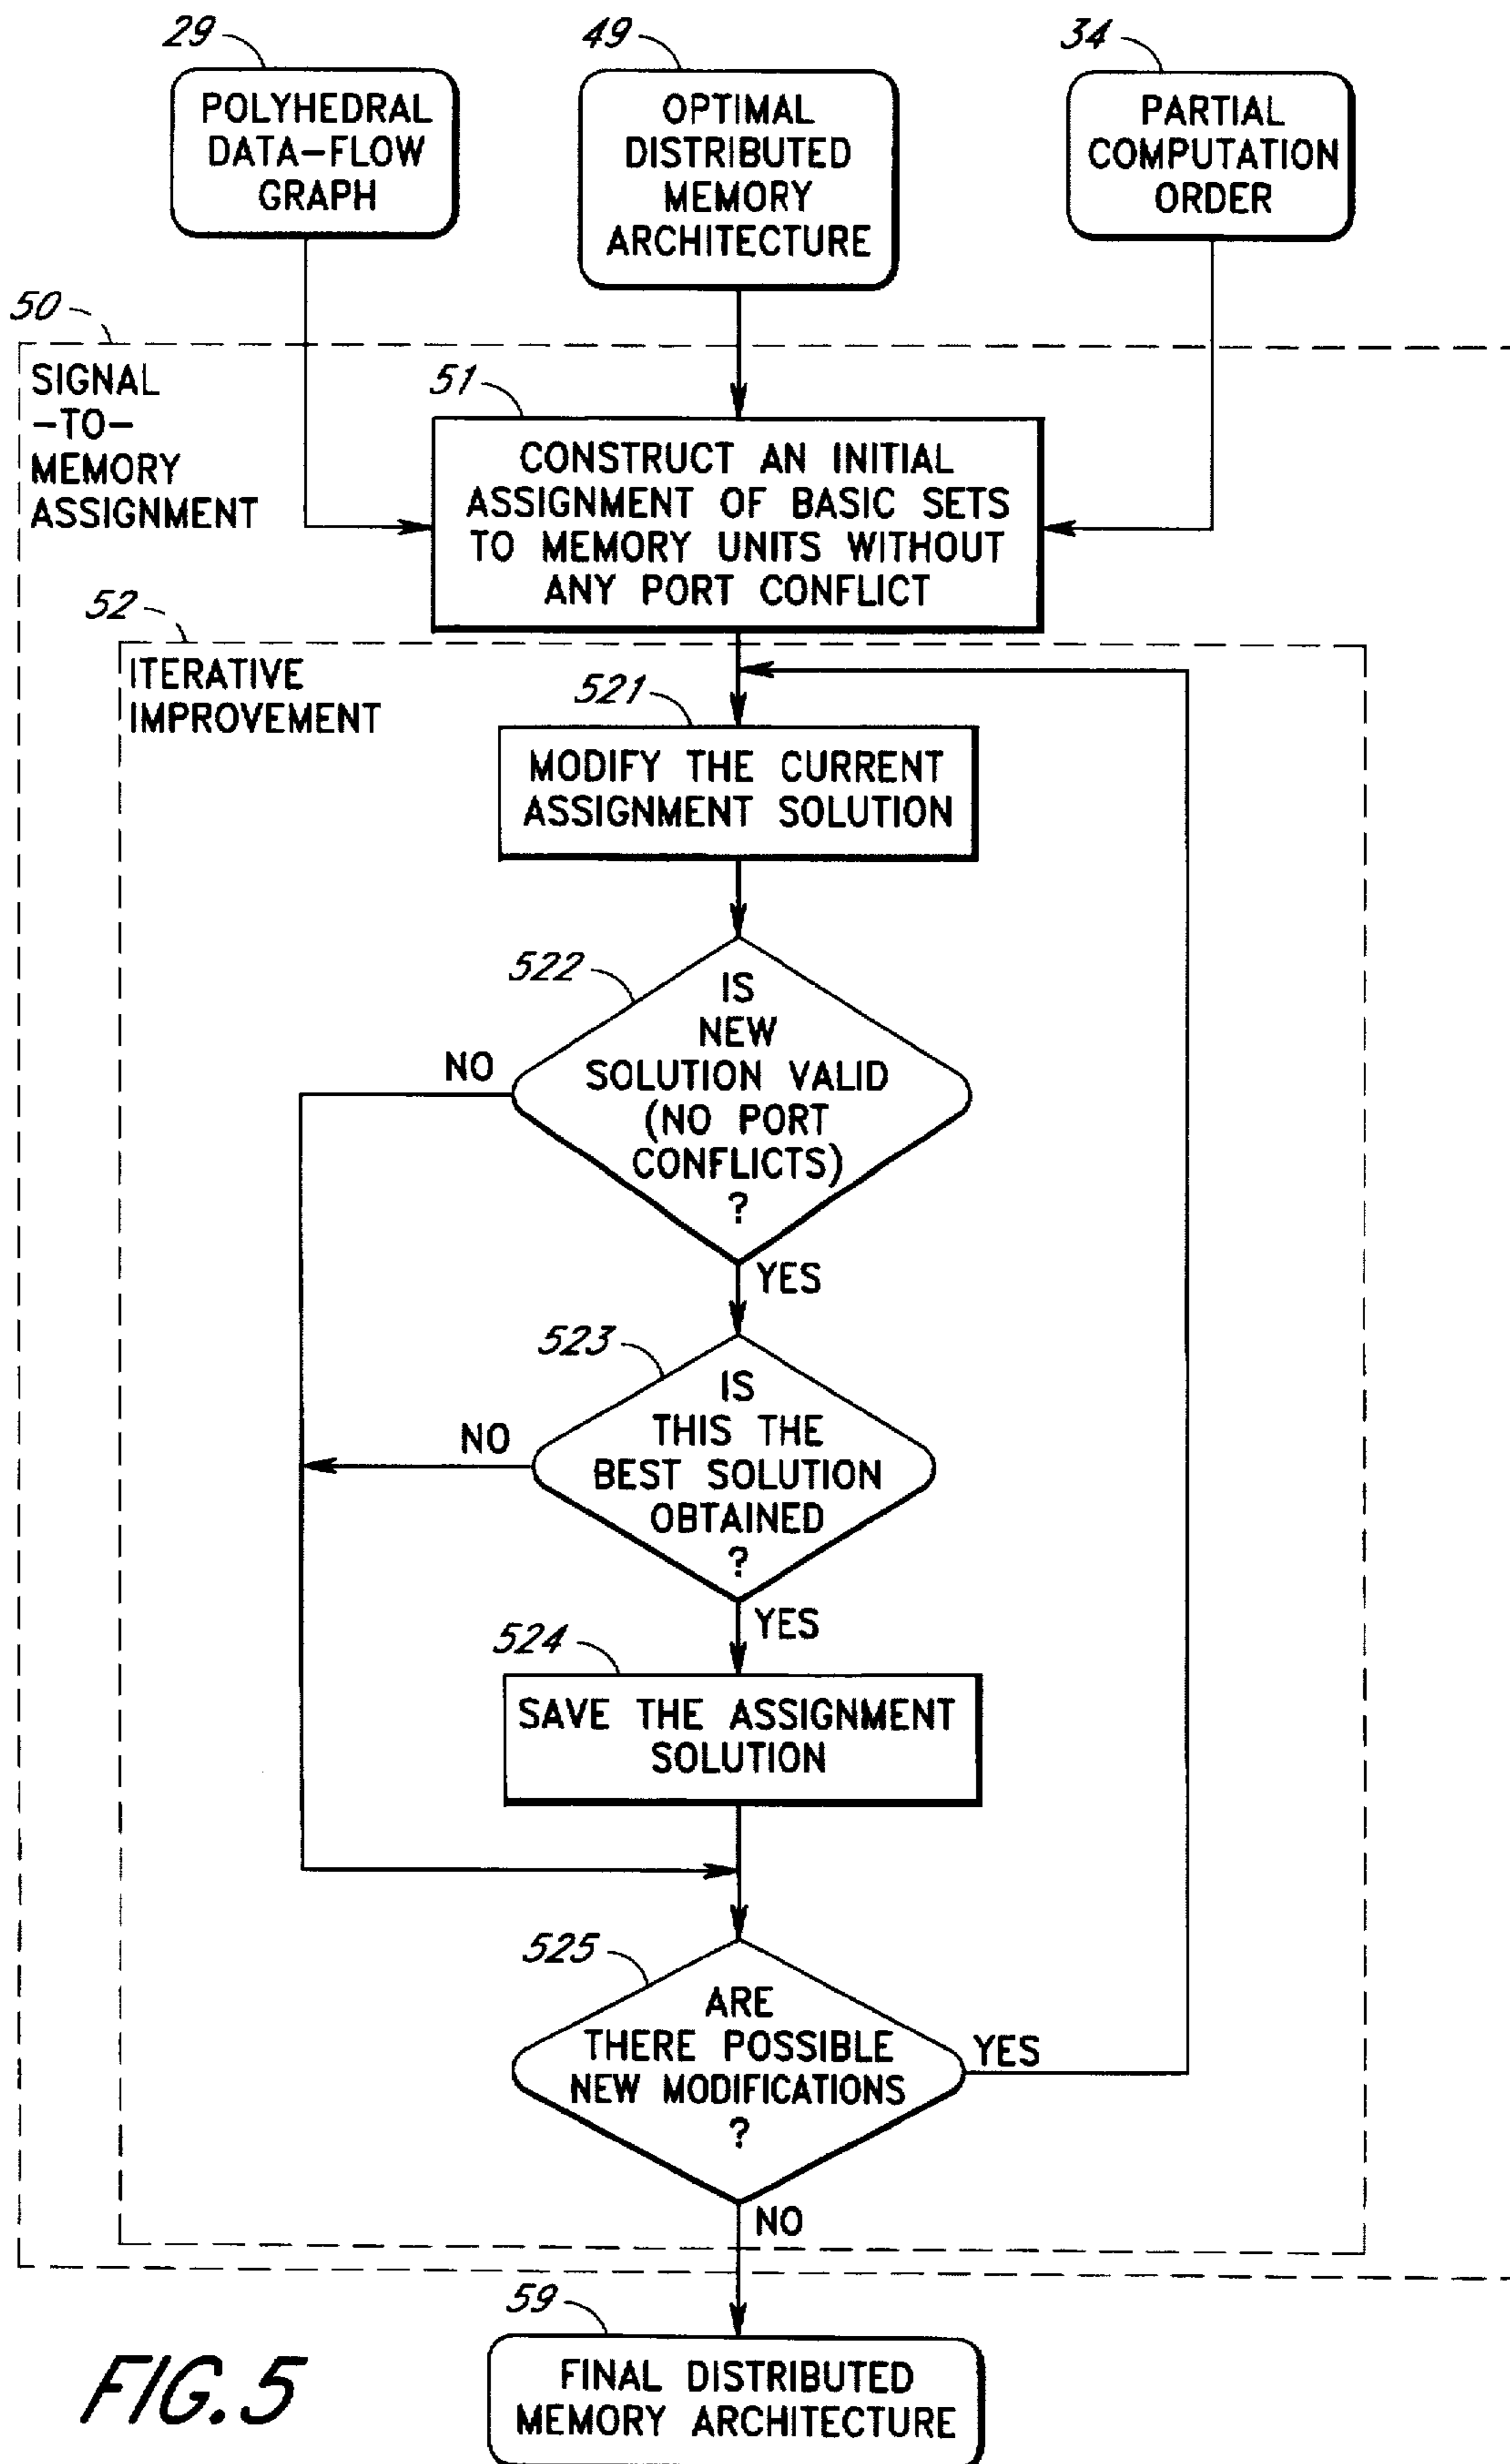 29
POLYHEDRAL
DATA-FLOW
GRAPH
49
OPTIMAL
DISTRIBUTED
MEMORY
ARCHITECTURE
34
PARTIAL
COMPUTATION
ORDER
50
SIGNAL
-TO-
MEMORY
ASSIGNMENT
51
CONSTRUCT AN INITIAL
ASSIGNMENT OF BASIC SETS
TO MEMORY UNITS WITHOUT
ANY PORT CONFLICT
52
ITERATIVE
IMPROVEMENT
521
MODIFY THE CURRENT
ASSIGNMENT SOLUTION
522
IS
NEW
SOLUTION VALID
(NO PORT
CONFLICTS)
?
NO
YES
523
IS
THIS THE
BEST SOLUTION
OBTAINED
?
NO
YES
524
SAVE THE ASSIGNMENT
SOLUTION
525
ARE
THERE POSSIBLE
NEW MODIFICATIONS
?
YES
NO
59
FINAL DISTRIBUTED
MEMORY ARCHITECTURE
FIG.5